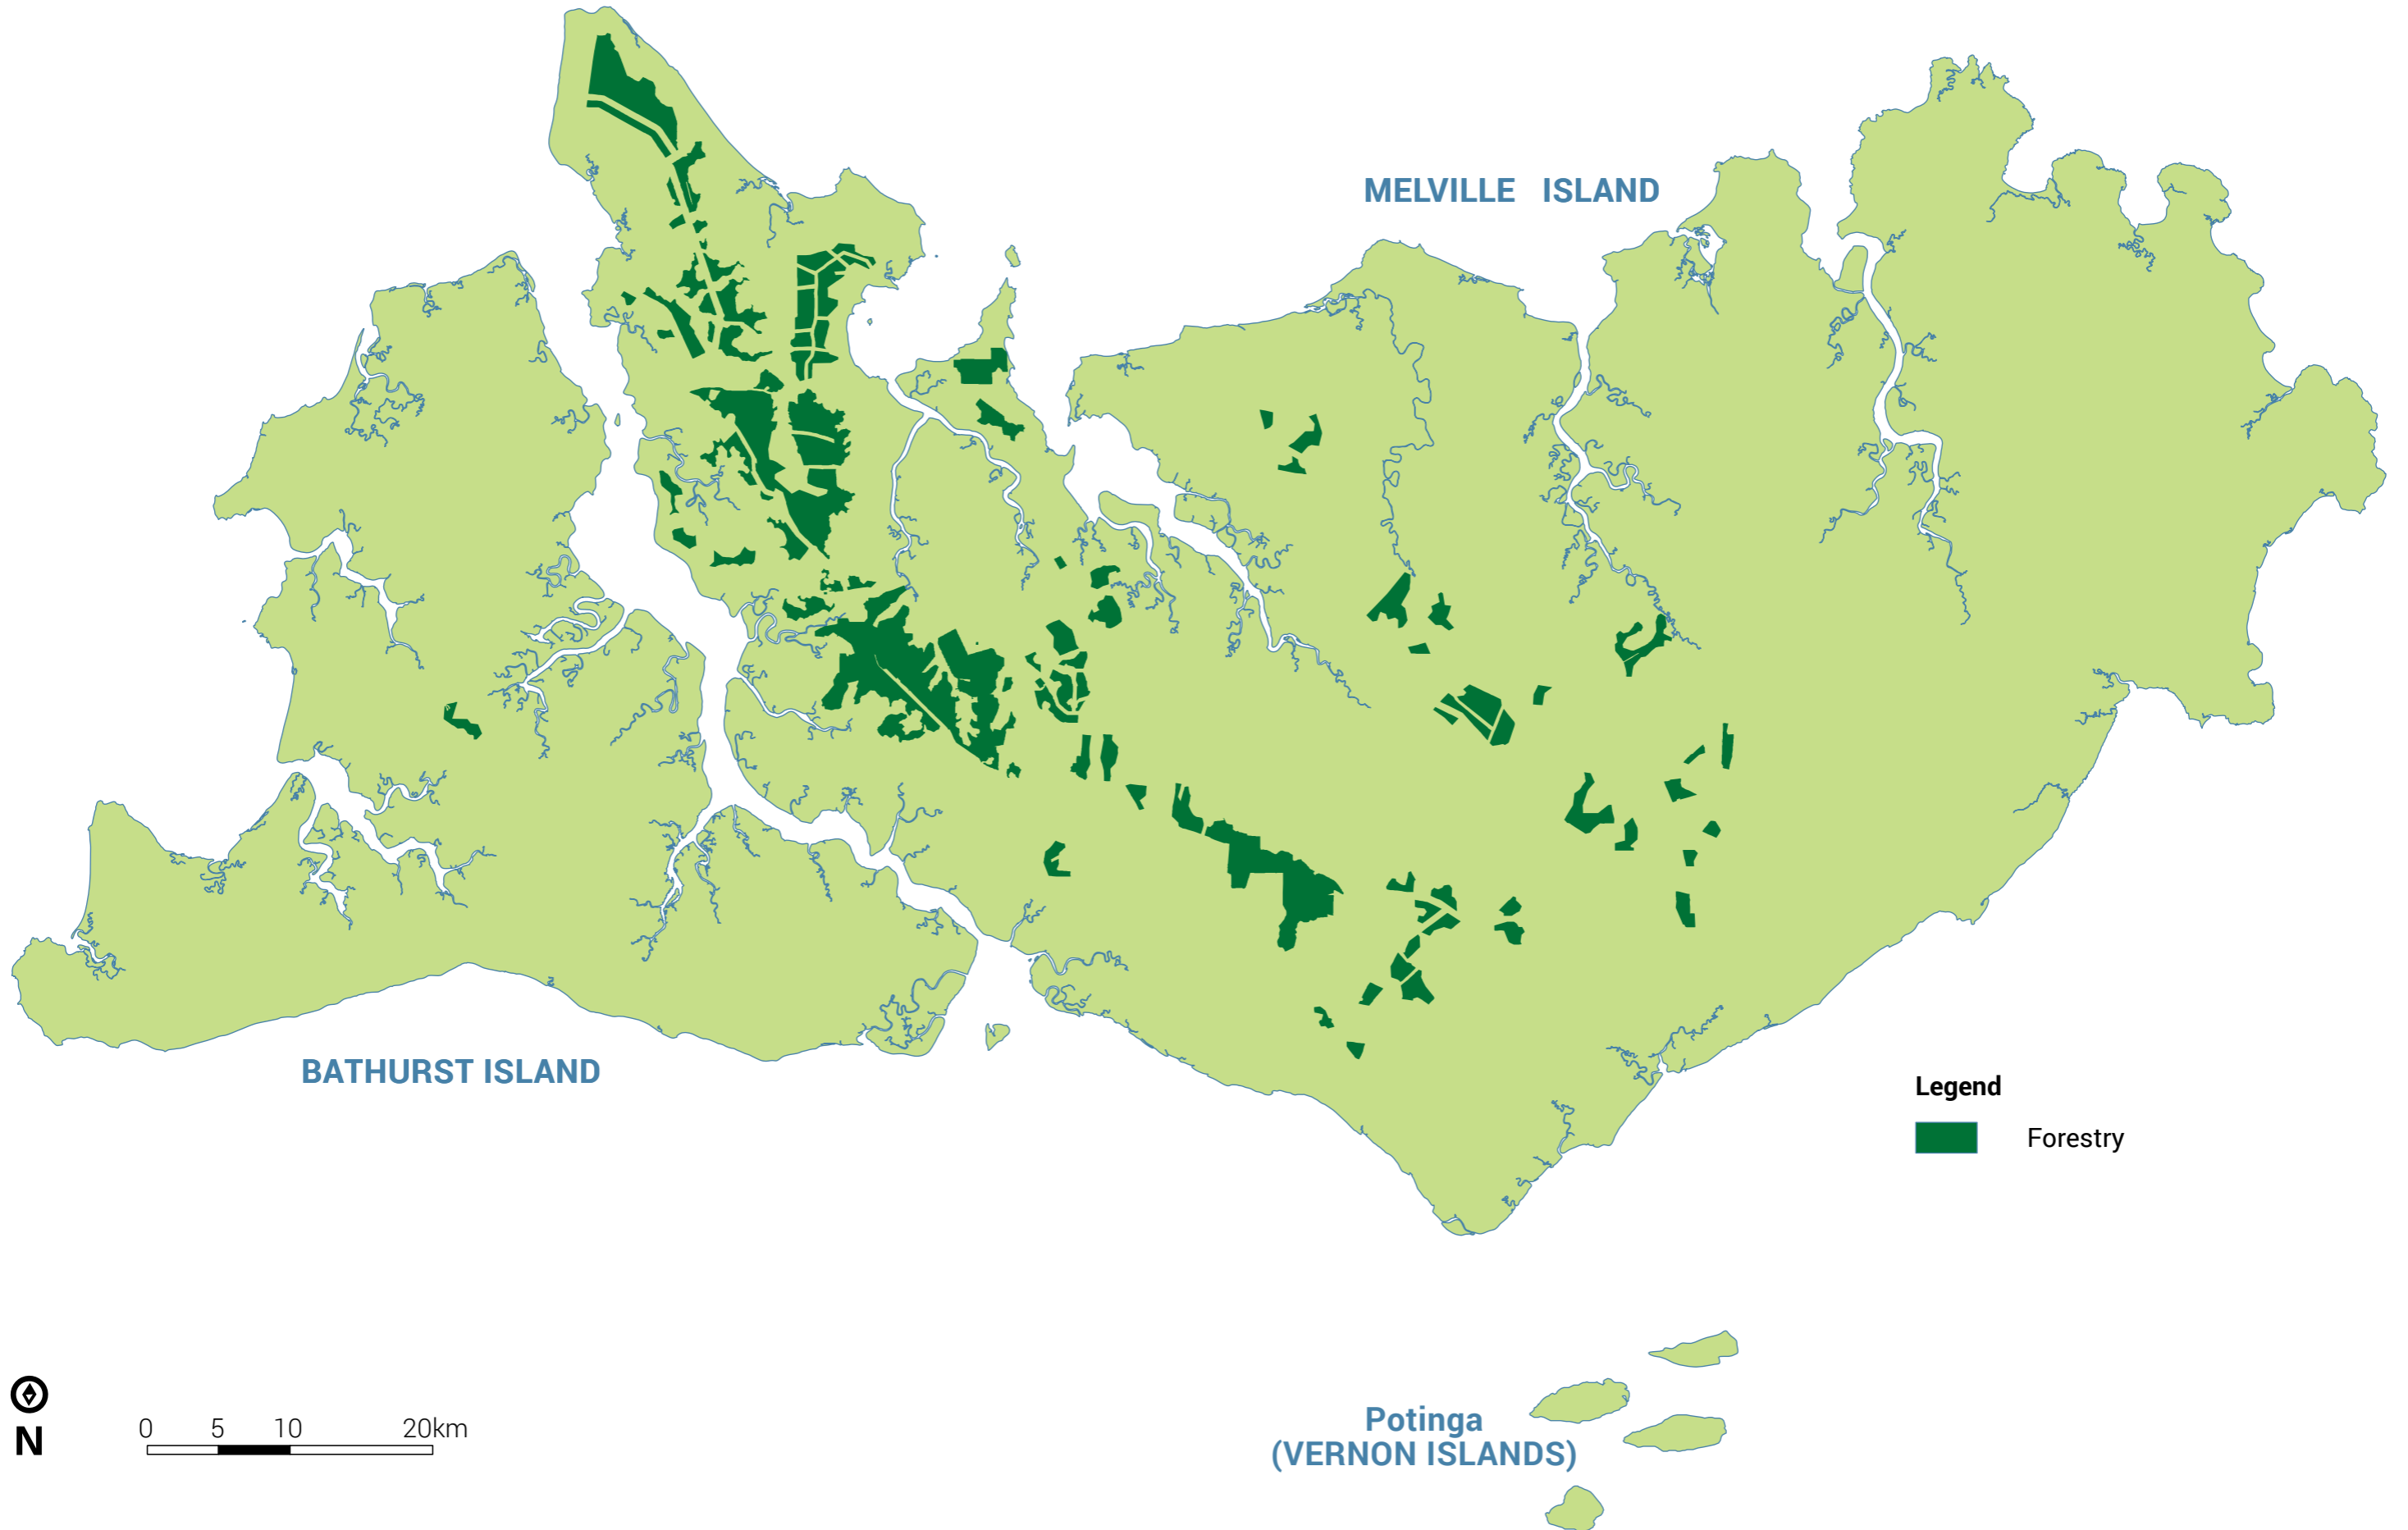 MELVILLE ISLAND
BATHURST ISLAND
Legend
Forestry
Potinga
(VERNON ISLANDS)
0 5 10 20km
N